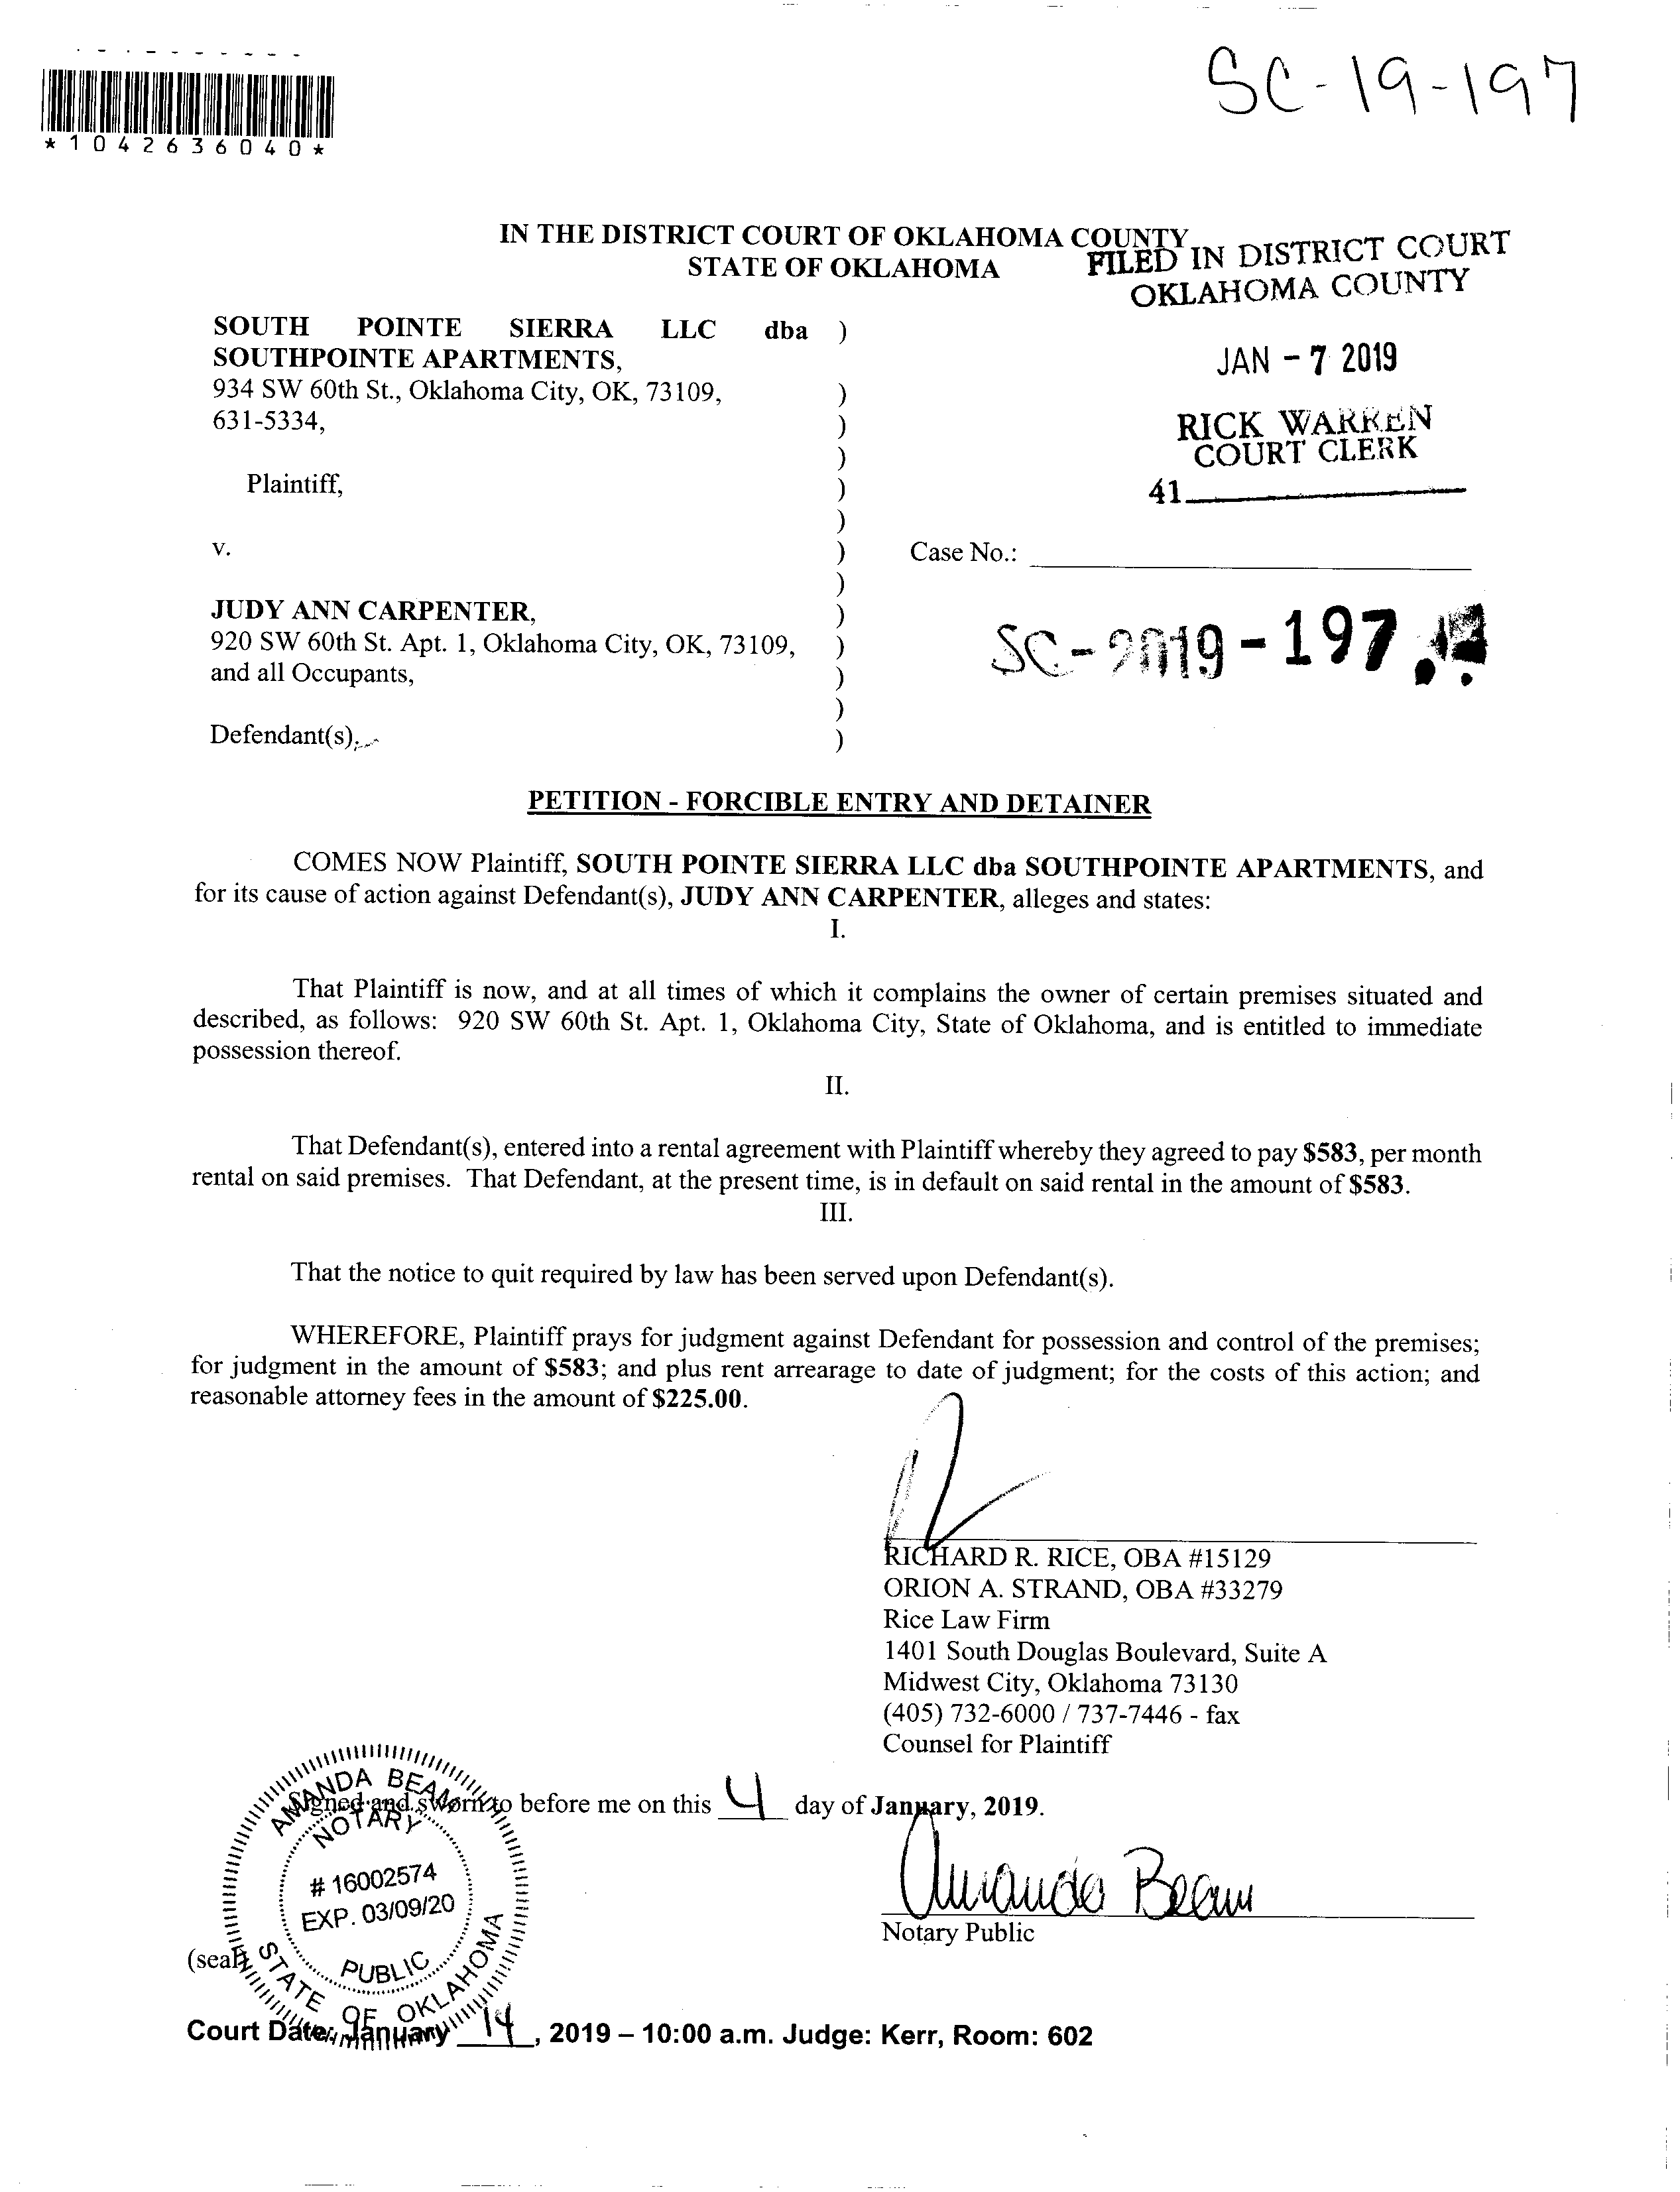 SC-19-197
*1042636040*
IN THE DISTRICT COURT OF OKLAHOMA COUNTY
STATE OF OKLAHOMA
FILED IN DISTRICT COURT
OKLAHOMA COUNTY
JAN - 7 2019
RICK WARREN
COURT CLERK
41
SOUTH POINTE SIERRA LLC dba )
SOUTHPOINTE APARTMENTS,
934 SW 60th St., Oklahoma City, OK, 73109, )
631-5334, )
)
Plaintiff, )
)
v. ) Case No.:
)
JUDY ANN CARPENTER, )
920 SW 60th St. Apt. 1, Oklahoma City, OK, 73109, )
and all Occupants, )
)
Defendant(s). )
SC-2019-197
PETITION - FORCIBLE ENTRY AND DETAINER
COMES NOW Plaintiff, SOUTH POINTE SIERRA LLC dba SOUTHPOINTE APARTMENTS, and
for its cause of action against Defendant(s), JUDY ANN CARPENTER, alleges and states:
I.
That Plaintiff is now, and at all times of which it complains the owner of certain premises situated and
described, as follows: 920 SW 60th St. Apt. 1, Oklahoma City, State of Oklahoma, and is entitled to immediate
possession thereof.
II.
That Defendant(s), entered into a rental agreement with Plaintiff whereby they agreed to pay $583, per month
rental on said premises. That Defendant, at the present time, is in default on said rental in the amount of $583.
III.
That the notice to quit required by law has been served upon Defendant(s).
WHEREFORE, Plaintiff prays for judgment against Defendant for possession and control of the premises;
for judgment in the amount of $583; and plus rent arrearage to date of judgment; for the costs of this action; and
reasonable attorney fees in the amount of $225.00.
RICHARD R. RICE, OBA #15129
ORION A. STRAND, OBA #33279
Rice Law Firm
1401 South Douglas Boulevard, Suite A
Midwest City, Oklahoma 73130
(405) 732-6000 / 737-7446 - fax
Counsel for Plaintiff
Signed and sworn to before me on this 4 day of January, 2019.
Amanda Beam
Notary Public
AMANDA BEAM
NOTARY
# 16002574
EXP. 03/09/20
PUBLIC
STATE OF OKLAHOMA
(seal)
Court Date: January 14, 2019 – 10:00 a.m. Judge: Kerr, Room: 602